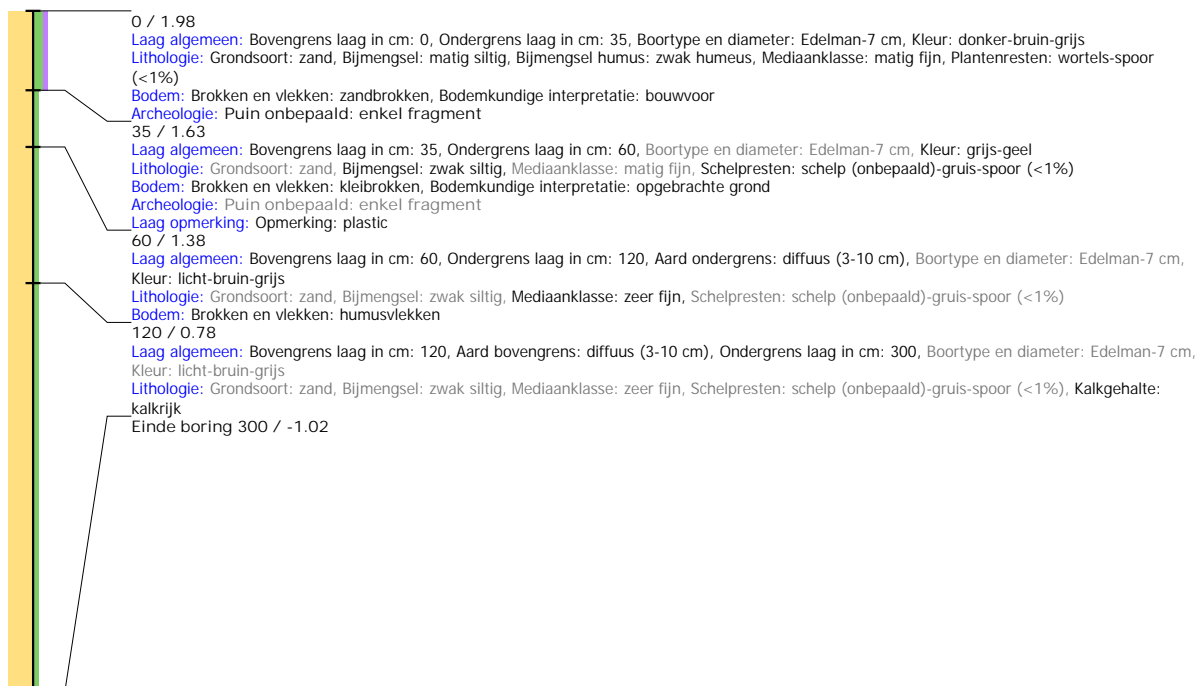 0 / 1.98
Laag algemeen: Bovengrens laag in cm: 0, Ondergrens laag in cm: 35, Boortype en diameter: Edelman-7 cm, Kleur: donker-bruin-grijs
Lithologie: Grondsoort: zand, Bijmengsel: matig siltig, Bijmengsel humus: zwak humeus, Mediaanklasse: matig fijn, Plantenresten: wortels-spoor
(<1%)
Bodem: Brokken en vlekken: zandbrokken, Bodemkundige interpretatie: bouwvoor
Archeologie: Puin onbepaald: enkel fragment
35 / 1.63
Laag algemeen: Bovengrens laag in cm: 35, Ondergrens laag in cm: 60, Boortype en diameter: Edelman-7 cm, Kleur: grijs-geel
Lithologie: Grondsoort: zand, Bijmengsel: zwak siltig, Mediaanklasse: matig fijn, Schelpresten: schelp (onbepaald)-gruis-spoor (<1%)
Bodem: Brokken en vlekken: kleibrokken, Bodemkundige interpretatie: opgebrachte grond
Archeologie: Puin onbepaald: enkel fragment
Laag opmerking: Opmerking: plastic
60 / 1.38
Laag algemeen: Bovengrens laag in cm: 60, Ondergrens laag in cm: 120, Aard ondergrens: diffuus (3-10 cm), Boortype en diameter: Edelman-7 cm,
Kleur: licht-bruin-grijs
Lithologie: Grondsoort: zand, Bijmengsel: zwak siltig, Mediaanklasse: zeer fijn, Schelpresten: schelp (onbepaald)-gruis-spoor (<1%)
Bodem: Brokken en vlekken: humusvlekken
120 / 0.78
Laag algemeen: Bovengrens laag in cm: 120, Aard bovengrens: diffuus (3-10 cm), Ondergrens laag in cm: 300, Boortype en diameter: Edelman-7 cm,
Kleur: licht-bruin-grijs
Lithologie: Grondsoort: zand, Bijmengsel: zwak siltig, Mediaanklasse: zeer fijn, Schelpresten: schelp (onbepaald)-gruis-spoor (<1%), Kalkgehalte:
kalkrijk
Einde boring 300 / -1.02